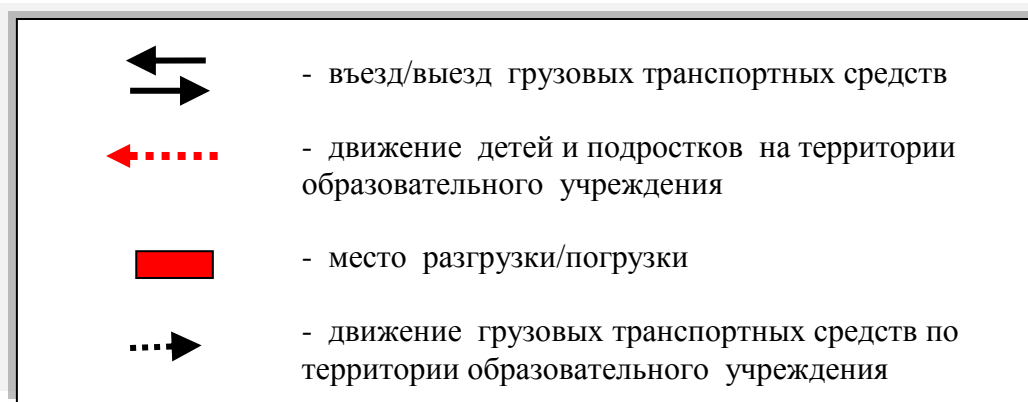 - въезд/выезд грузовых транспортных средств
- движение детей и подростков на территории
образовательного учреждения
- место разгрузки/погрузки
- движение грузовых транспортных средств по
территории образовательного учреждения